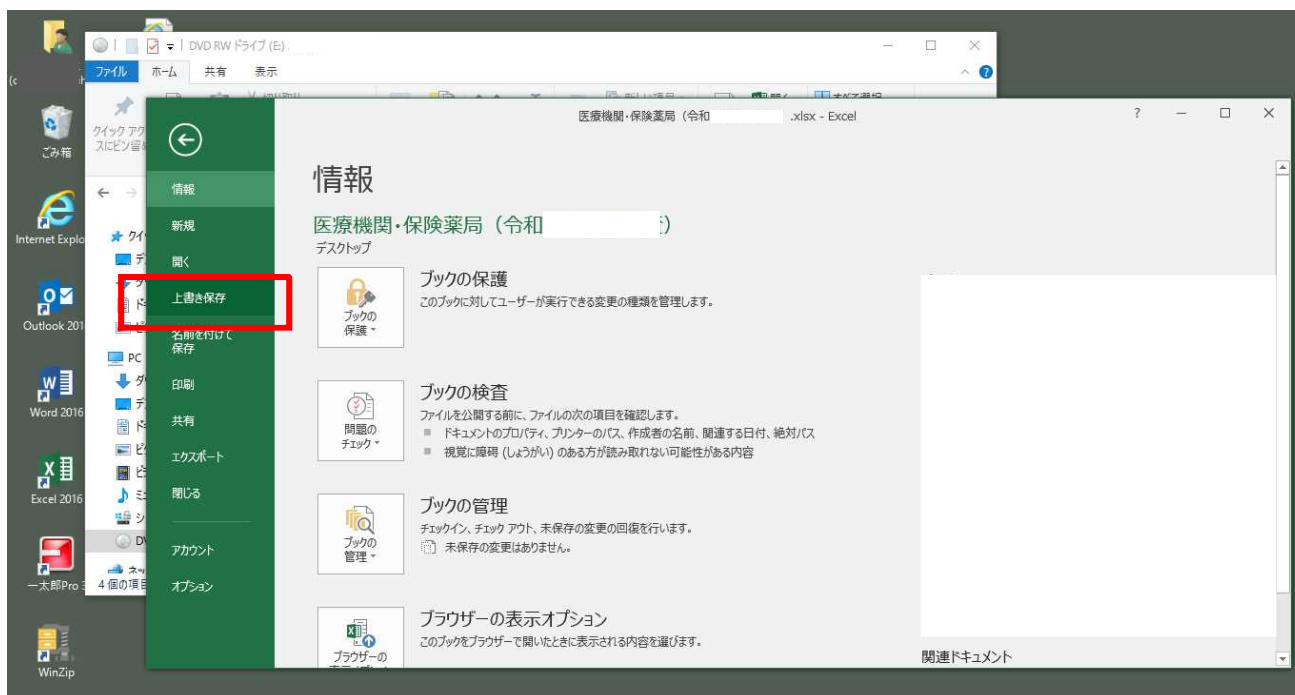 DVD RW ドライブ (E:)
ファイル
ホーム
共有
表示
クイック アク
スにピン留め
医療機関・保険薬局（令和
.xlsx - Excel
ごみ箱
Internet Explo
Outlook 201
Word 2016
Excel 2016
一太郎Pro
WinZip
PC
4 個の項目
情報
新規
開く
上書き保存
名前を付けて
保存
印刷
共有
エクスポート
閉じる
アカウント
オプション
情報
医療機関・保険薬局（令和
）
デスクトップ
ブックの
保護
ブックの保護
このブックに対してユーザーが実行できる変更の種類を管理します。
問題の
チェック
ブックの検査
ファイルを公開する前に、ファイルの次の項目を確認します。
ドキュメントのプロパティ、プリンターのパス、作成者の名前、関連する日付、絶対パス
視覚に障碍 (しょうがい) のある方が読み取れない可能性がある内容
ブックの
管理
ブックの管理
チェックイン、チェック アウト、未保存の変更の回復を行います。
未保存の変更はありません。
ブラウザーの
ブラウザーの表示オプション
このブックをブラウザーで開いたときに表示される内容を選びます。
関連ドキュメント